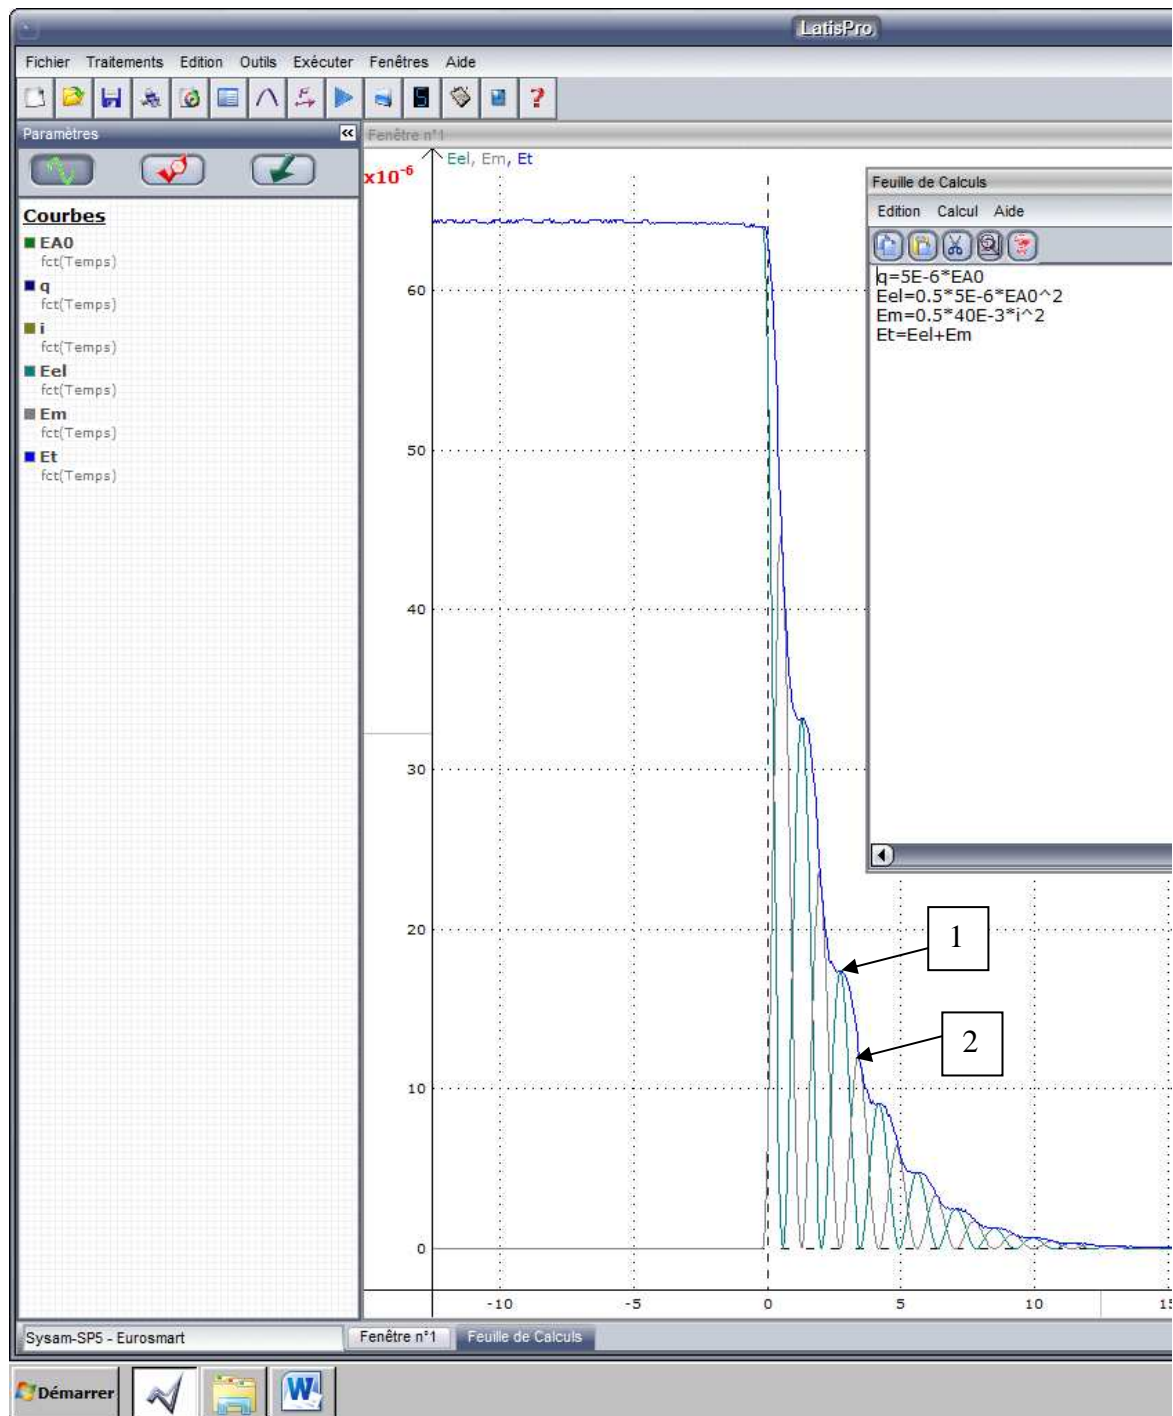 LatisPro
Fichier Traitements Edition Outils Exécuter Fenêtres Aide
Paramètres
Fenêtre n°1
Courbes
EA0
fct(Temps)
q
fct(Temps)
i
fct(Temps)
Eel
fct(Temps)
Em
fct(Temps)
Et
fct(Temps)
x10-6
Eel, Em, Et
Feuille de Calculs
Edition Calcul Aide
q=5E-6*EA0
Eel=0.5*5E-6*EA0^2
Em=0.5*40E-3*i^2
Et=Eel+Em
60
50
40
30
20
10
0
1
2
-10 -5 0 5 10 15
Sysam-SP5 - Eurosmart
Fenêtre n°1 Feuille de Calculs
Démarrer